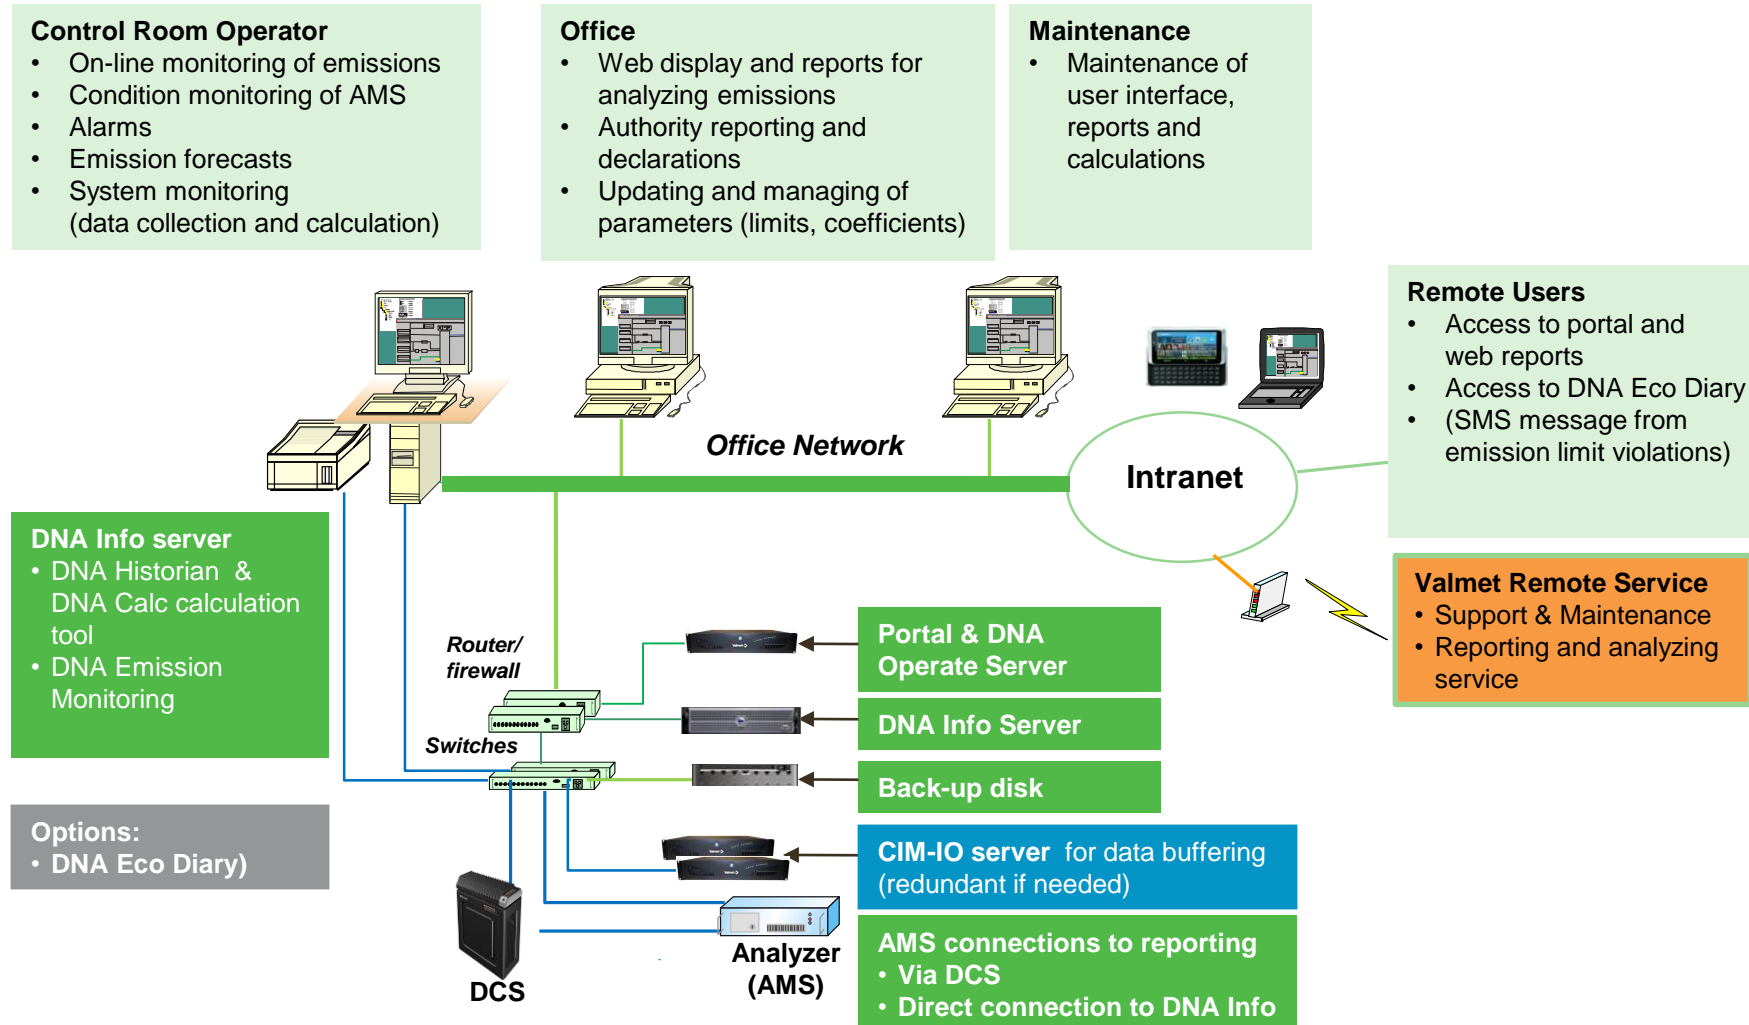 Control Room Operator
• On-line monitoring of emissions
• Condition monitoring of AMS
• Alarms
• Emission forecasts
• System monitoring
(data collection and calculation)
Office
• Web display and reports for
analyzing emissions
• Authority reporting and
declarations
• Updating and managing of
parameters (limits, coefficients)
Maintenance
• Maintenance of
user interface,
reports and
calculations
Remote Users
• Access to portal and
web reports
• Access to DNA Eco Diary
• (SMS message from
emission limit violations)
Office Network
Intranet
DNA Info server
• DNA Historian &
DNA Calc calculation
tool
• DNA Emission
Monitoring
Valmet Remote Service
• Support & Maintenance
• Reporting and analyzing
service
Router/
firewall
Portal & DNA
Operate Server
DNA Info Server
Switches
Back-up disk
Options:
• DNA Eco Diary)
CIM-IO server for data buffering
(redundant if needed)
DCS
Analyzer
(AMS)
AMS connections to reporting
• Via DCS
• Direct connection to DNA Info